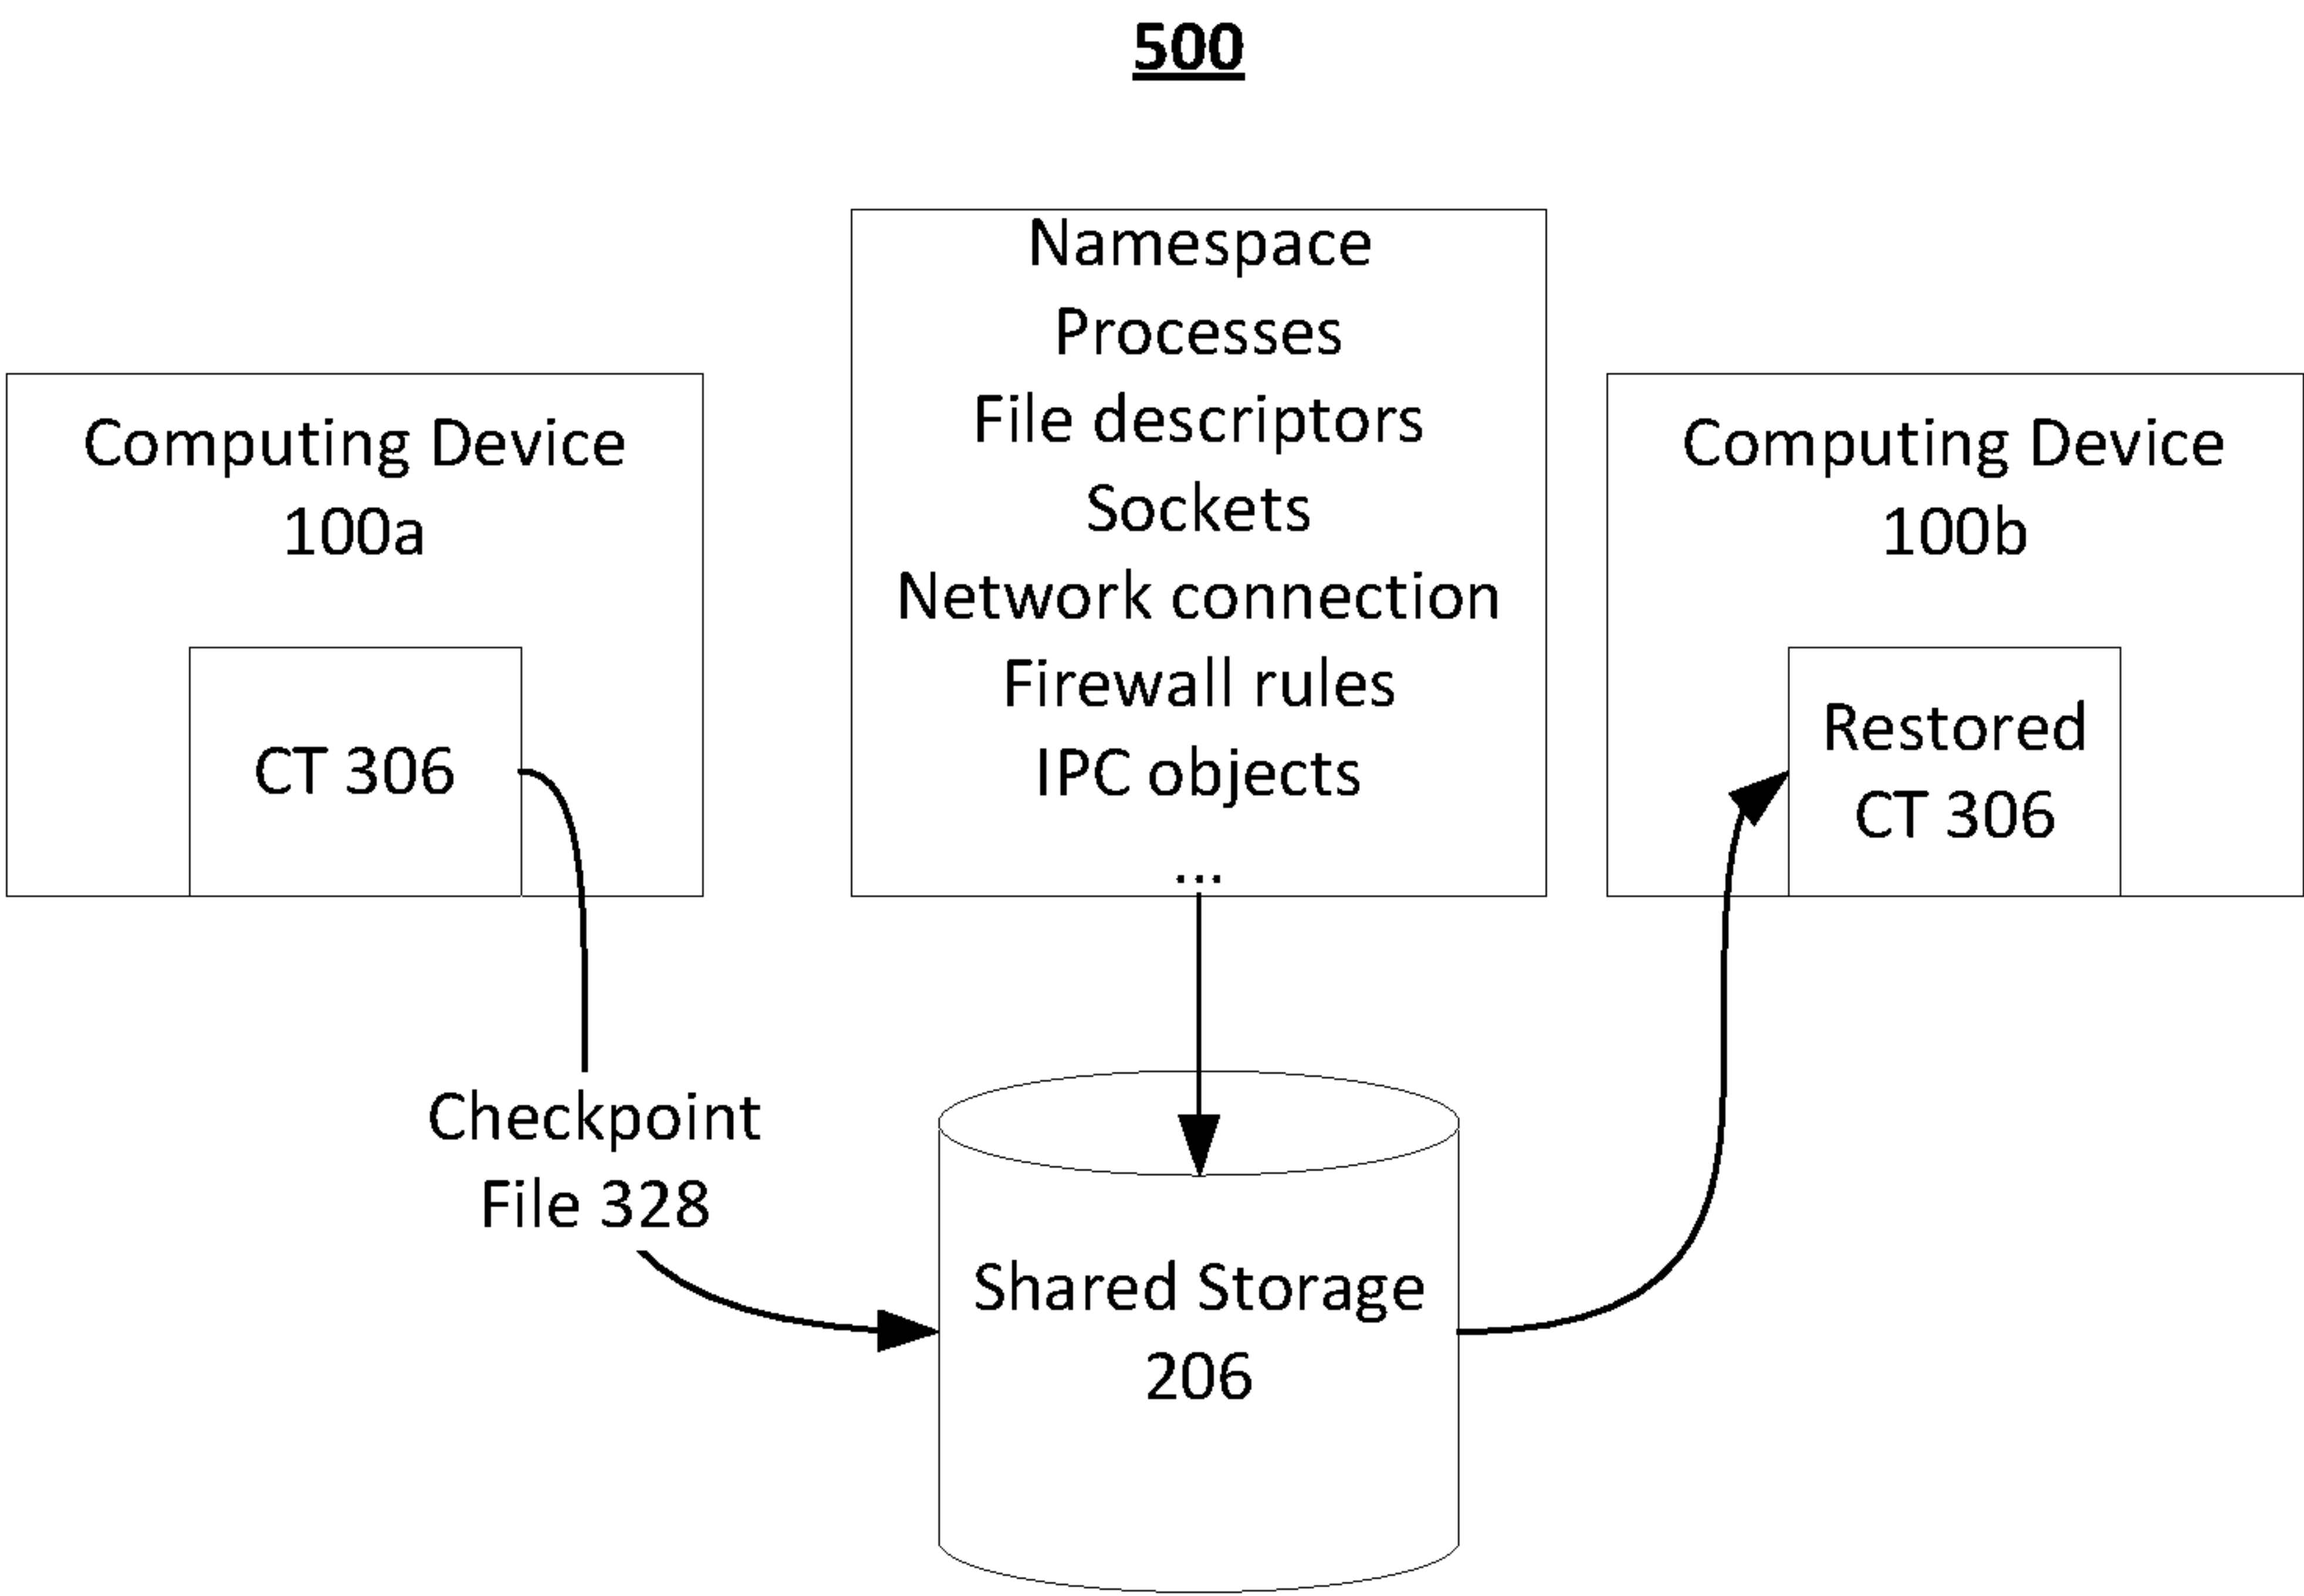 500
Computing Device
100a
CT 306
Namespace
Processes
File descriptors
Sockets
Network connection
Firewall rules
IPC objects
...
Computing Device
100b
Restored
CT 306
Checkpoint
File 328
Shared Storage
206